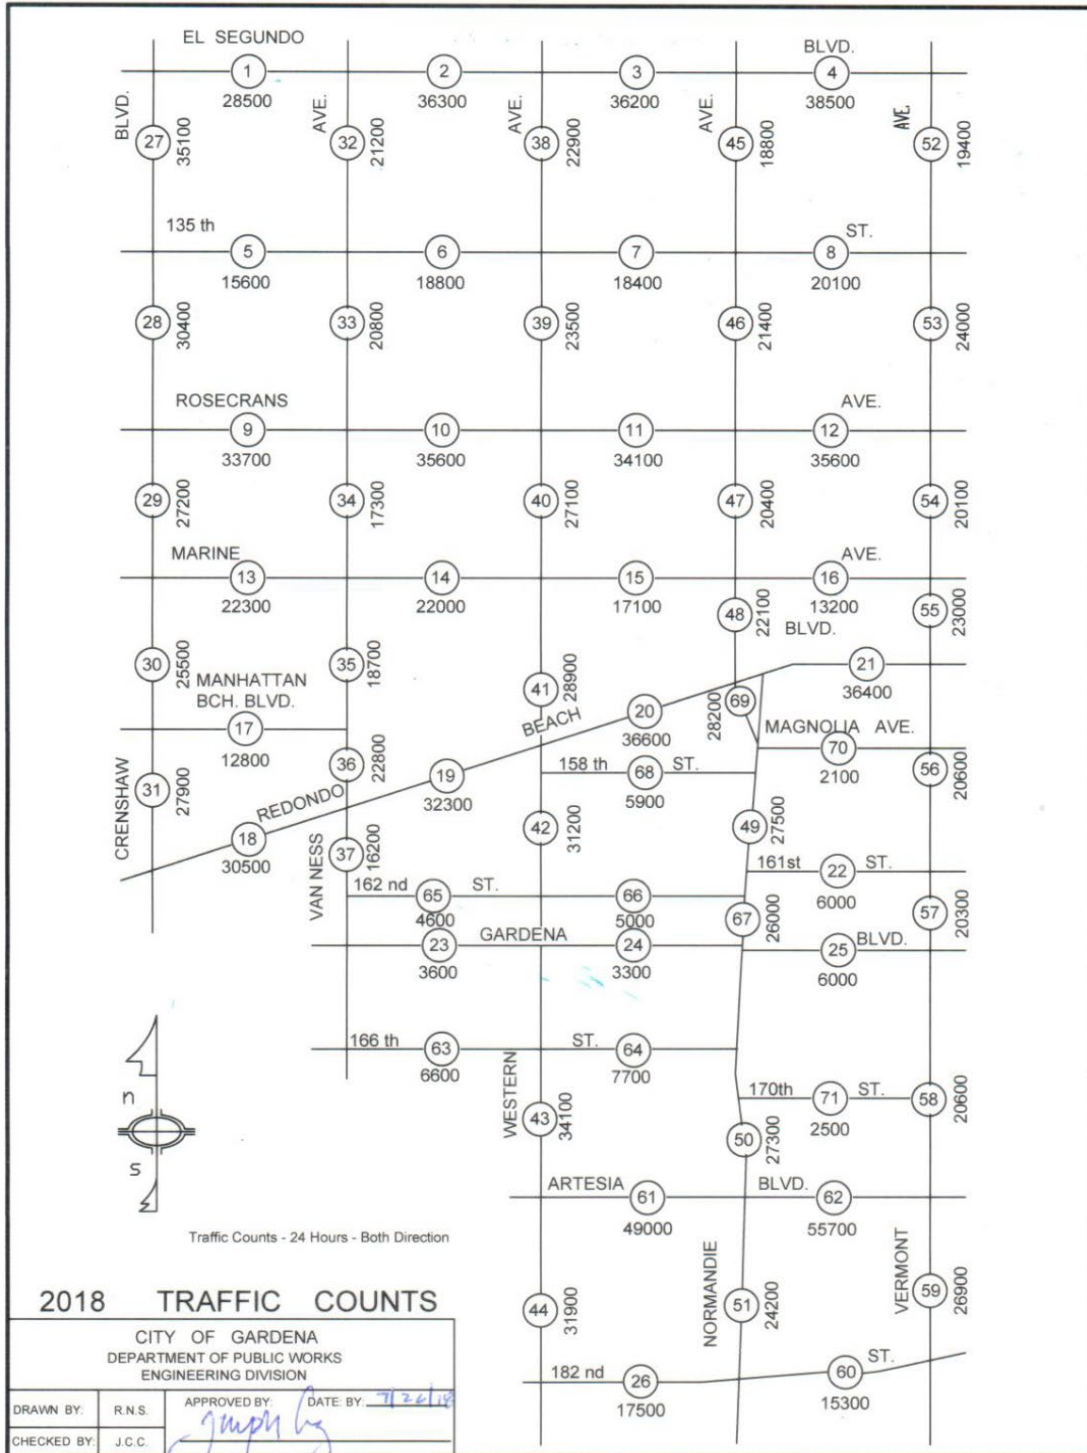 EL SEGUNDO BLVD.
1 2 3 4
28500 36300 36200 38500
BLVD. AVE. AVE. AVE. AVE.
27 35100 32 21200 38 22900 45 18800 52 19400
135 th ST.
5 6 7 8
15600 18800 18400 20100
28 30400 33 20800 39 23500 46 21400 53 24000
ROSECRANS AVE.
9 10 11 12
33700 35600 34100 35600
29 27200 34 17300 40 27100 47 20400 54 20100
MARINE AVE.
13 14 15 16
22300 22000 17100 13200
48 22100 55 23000
BLVD.
30 25500 35 18700 41 28900 21
36400
MANHATTAN
BCH. BLVD.
17
12800
69 28200
20
36600
BEACH
MAGNOLIA AVE.
70
2100
36 22800 56 20600
19
32300
158 th ST.
68
5900
31 27900
CRENSHAW
REDONDO
18
30500
42 31200 49 27500
37 16200
VAN NESS
161st ST.
22
6000
162 nd ST.
65 66
4600 5000
67 26000 57 20300
GARDENA BLVD.
23 24 25
3600 3300 6000
166 th ST.
63 64
6600 7700
WESTERN
170th ST.
71
2500
58 20600
43 34100 50 27300
n
s
ARTESIA BLVD.
61 62
49000 55700
Traffic Counts - 24 Hours - Both Direction
NORMANDIE VERMONT
44 31900 51 24200 59 26900
182 nd ST.
26 60
17500 15300
2018 TRAFFIC COUNTS
CITY OF GARDENA
DEPARTMENT OF PUBLIC WORKS
ENGINEERING DIVISION
DRAWN BY: R.N.S. APPROVED BY: DATE: BY: 7/26/18
CHECKED BY: J.C.C.